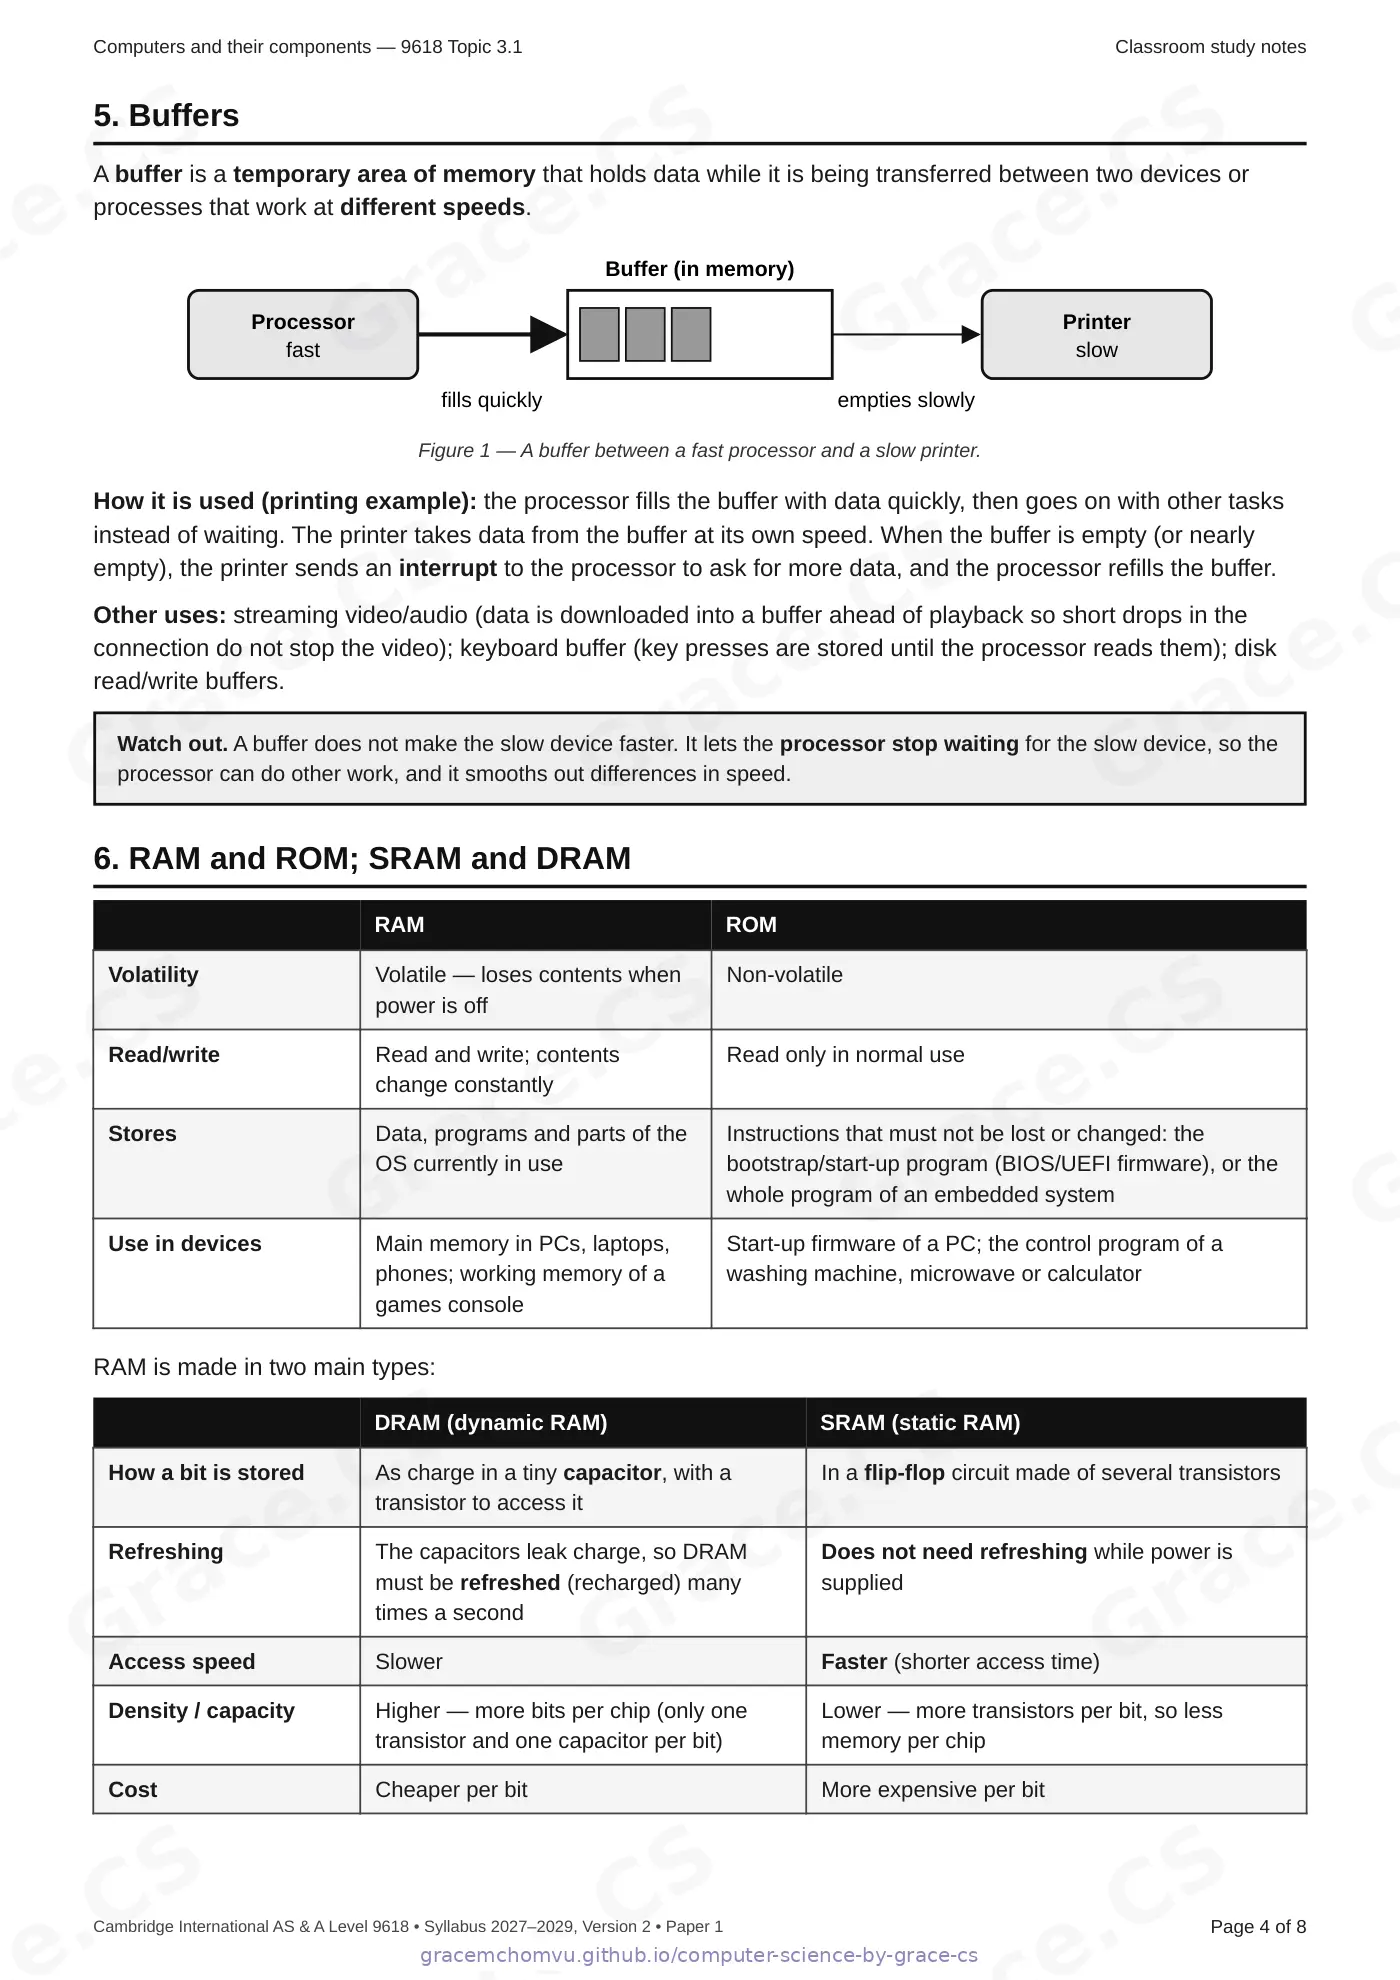 Computers and their components — 9618 Topic 3.1
Classroom study notes
5. Buffers
A buffer is a temporary area of memory that holds data while it is being transferred between two devices or
processes that work at different speeds.
Buffer (in memory)
Processor
fast
Printer
slow
fills quickly
empties slowly
Figure 1 — A buffer between a fast processor and a slow printer.
How it is used (printing example): the processor fills the buffer with data quickly, then goes on with other tasks
instead of waiting. The printer takes data from the buffer at its own speed. When the buffer is empty (or nearly
empty), the printer sends an interrupt to the processor to ask for more data, and the processor refills the buffer.
Other uses: streaming video/audio (data is downloaded into a buffer ahead of playback so short drops in the
connection do not stop the video); keyboard buffer (key presses are stored until the processor reads them); disk
read/write buffers.
Watch out. A buffer does not make the slow device faster. It lets the processor stop waiting for the slow device, so the
processor can do other work, and it smooths out differences in speed.
6. RAM and ROM; SRAM and DRAM
RAM
ROM
Volatility
Volatile — loses contents when
power is off
Non-volatile
Read/write
Read and write; contents
change constantly
Read only in normal use
Stores
Data, programs and parts of the
OS currently in use
Instructions that must not be lost or changed: the
bootstrap/start-up program (BIOS/UEFI firmware), or the
whole program of an embedded system
Use in devices
Main memory in PCs, laptops,
phones; working memory of a
games console
Start-up firmware of a PC; the control program of a
washing machine, microwave or calculator
RAM is made in two main types:
DRAM (dynamic RAM)
SRAM (static RAM)
How a bit is stored
As charge in a tiny capacitor, with a
transistor to access it
In a flip-flop circuit made of several transistors
Refreshing
The capacitors leak charge, so DRAM
must be refreshed (recharged) many
times a second
Does not need refreshing while power is
supplied
Access speed
Slower
Faster (shorter access time)
Density / capacity
Higher — more bits per chip (only one
transistor and one capacitor per bit)
Lower — more transistors per bit, so less
memory per chip
Cost
Cheaper per bit
More expensive per bit
Cambridge International AS & A Level 9618 • Syllabus 2027–2029, Version 2 • Paper 1
Page 4 of 8
gracemchomvu.github.io/computer-science-by-grace-cs
Grace.CS